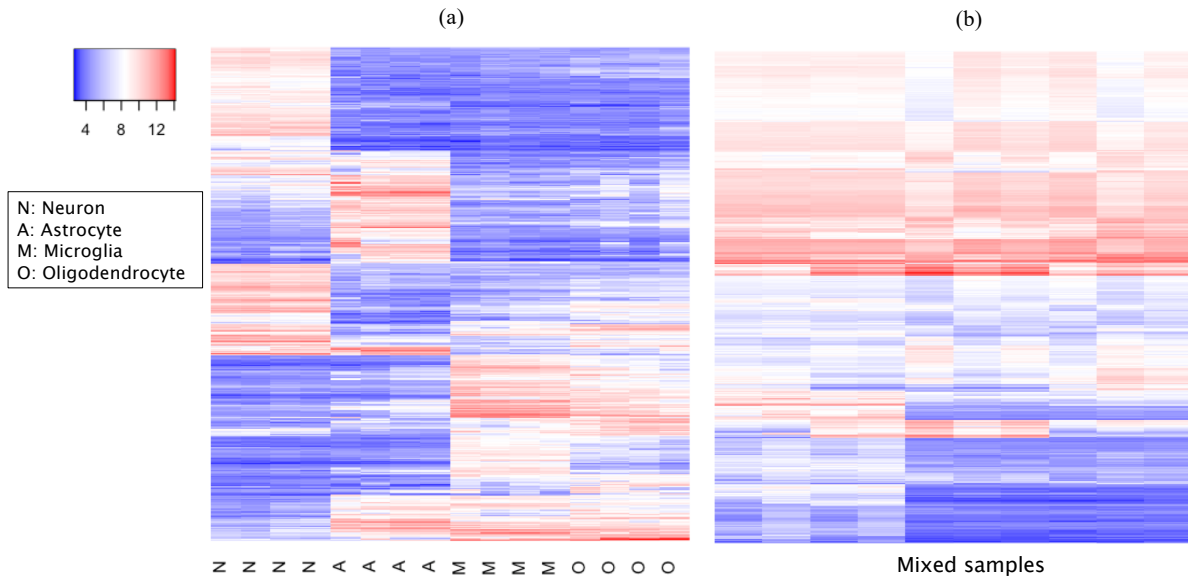 (a)
(b)
4 8 12
N: Neuron
A: Astrocyte
M: Microglia
O: Oligodendrocyte
N N N N A A A A M M M M O O O O
Mixed samples